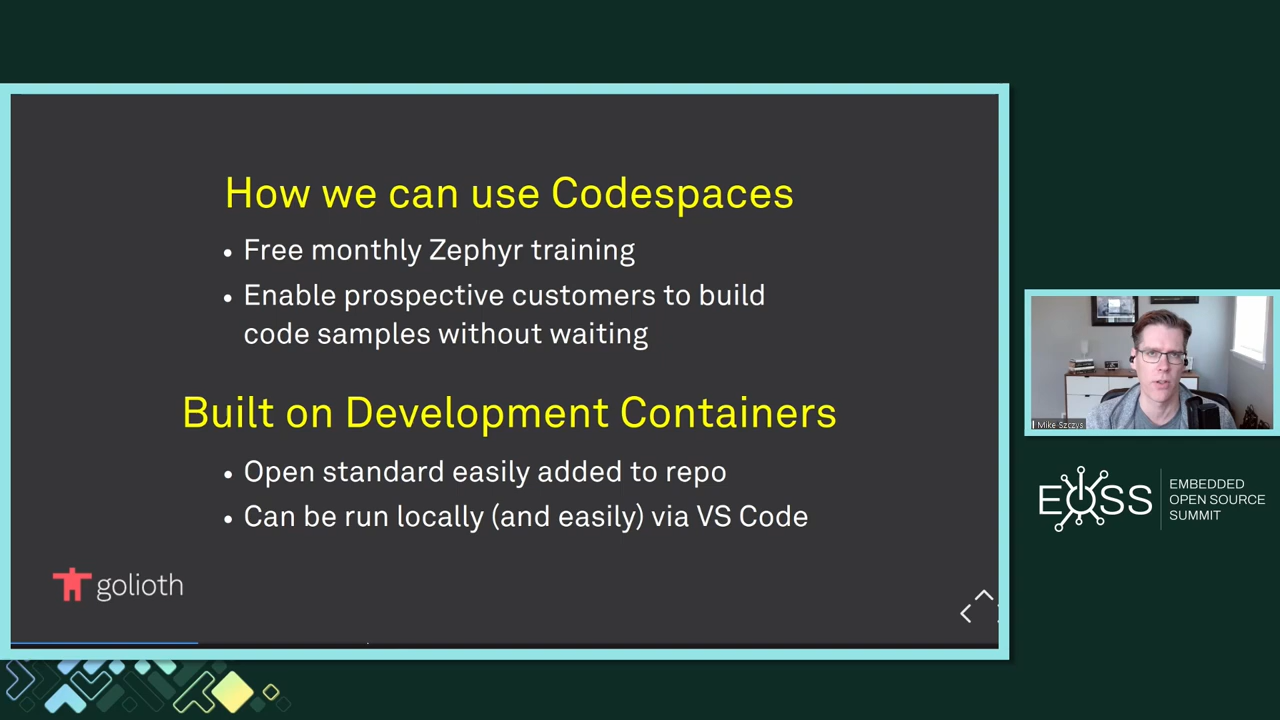 How we can use Codespaces
• Free monthly Zephyr training
• Enable prospective customers to build
code samples without waiting
Built on Development Containers
• Open standard easily added to repo
• Can be run locally (and easily) via VS Code
golioth
Mike Szczys
EOSS
EMBEDDED
OPEN SOURCE
SUMMIT